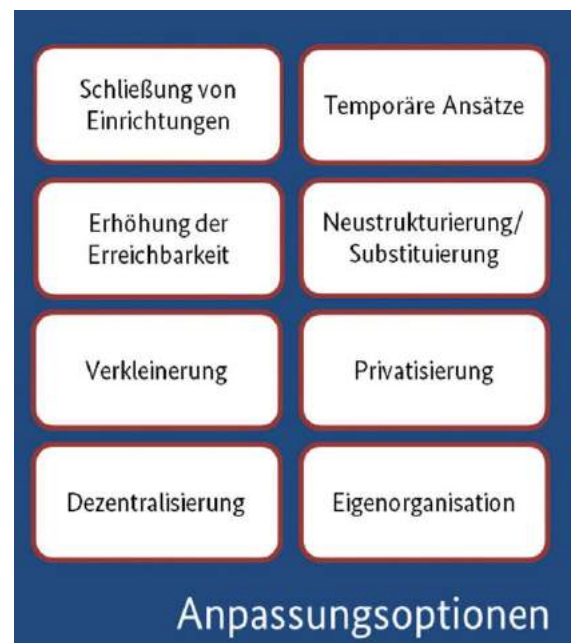 Schließung von
Einrichtungen
Temporäre Ansätze
Erhöhung der
Erreichbarkeit
Neustrukturierung/
Substituierung
Verkleinerung
Privatisierung
Dezentralisierung
Eigenorganisation
Anpassungsoptionen